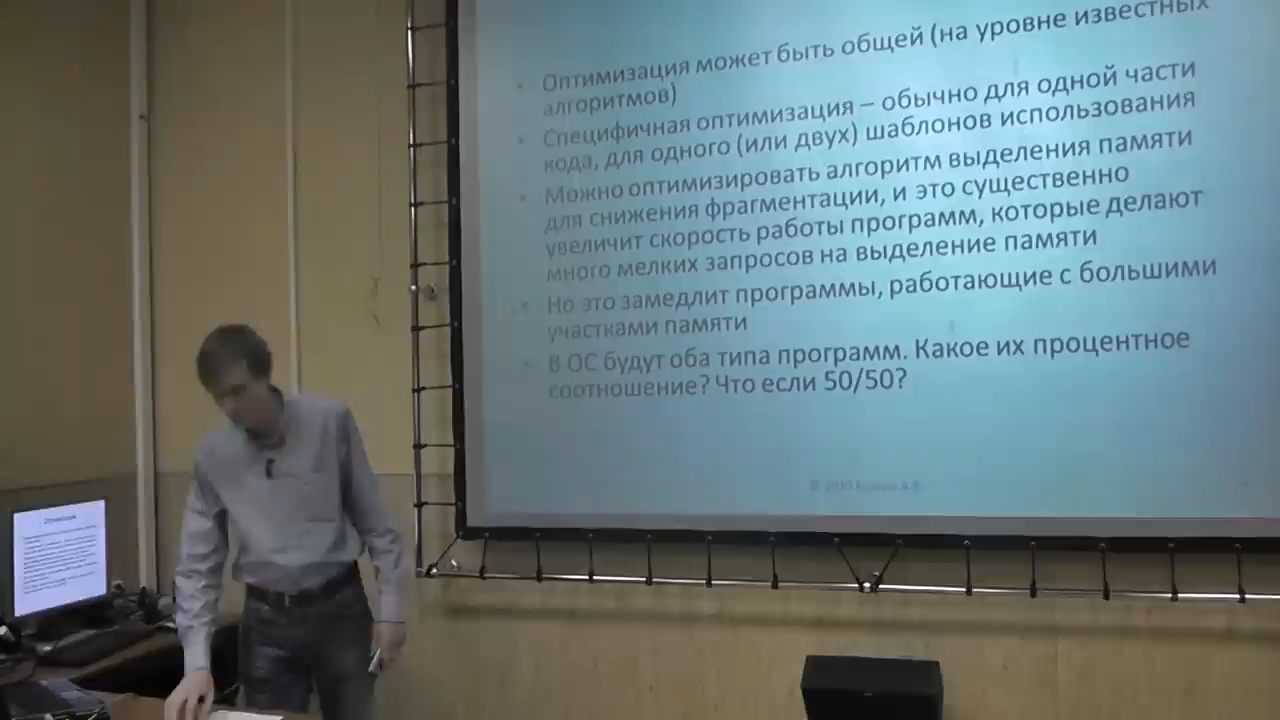 Оптимизация может быть общей (на уровне известных
алгоритмов)
Специфичная оптимизация – обычно для одной части
кода, для одного (или двух) шаблонов использования
Можно оптимизировать алгоритм выделения памяти
для снижения фрагментации, и это существенно
увеличит скорость работы программ, которые делают
много мелких запросов на выделение памяти
Но это замедлит программы, работающие с большими
участками памяти
В ОС будут оба типа программ. Какое их процентное
соотношение? Что если 50/50?